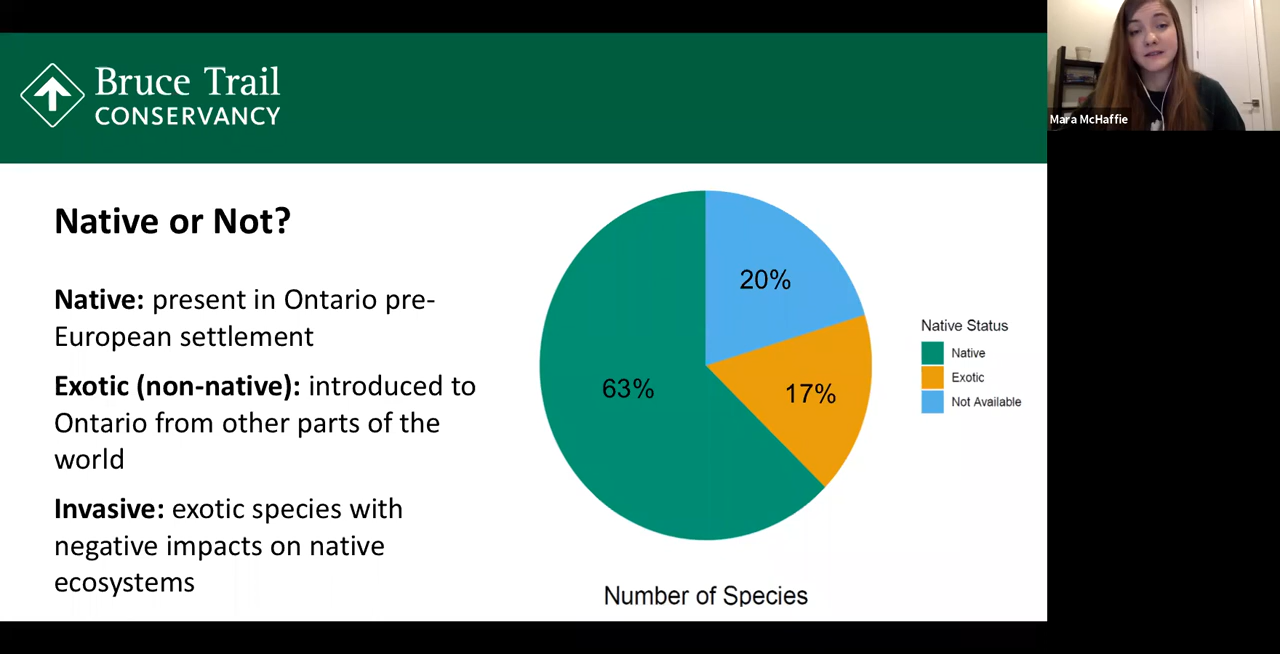 Bruce Trail
CONSERVANCY
Mara McHaffie
Native or Not?
Native: present in Ontario pre-
European settlement
Exotic (non-native): introduced to
Ontario from other parts of the
world
Invasive: exotic species with
negative impacts on native
ecosystems
20%
63%
17%
Number of Species
Native Status
Native
Exotic
Not Available